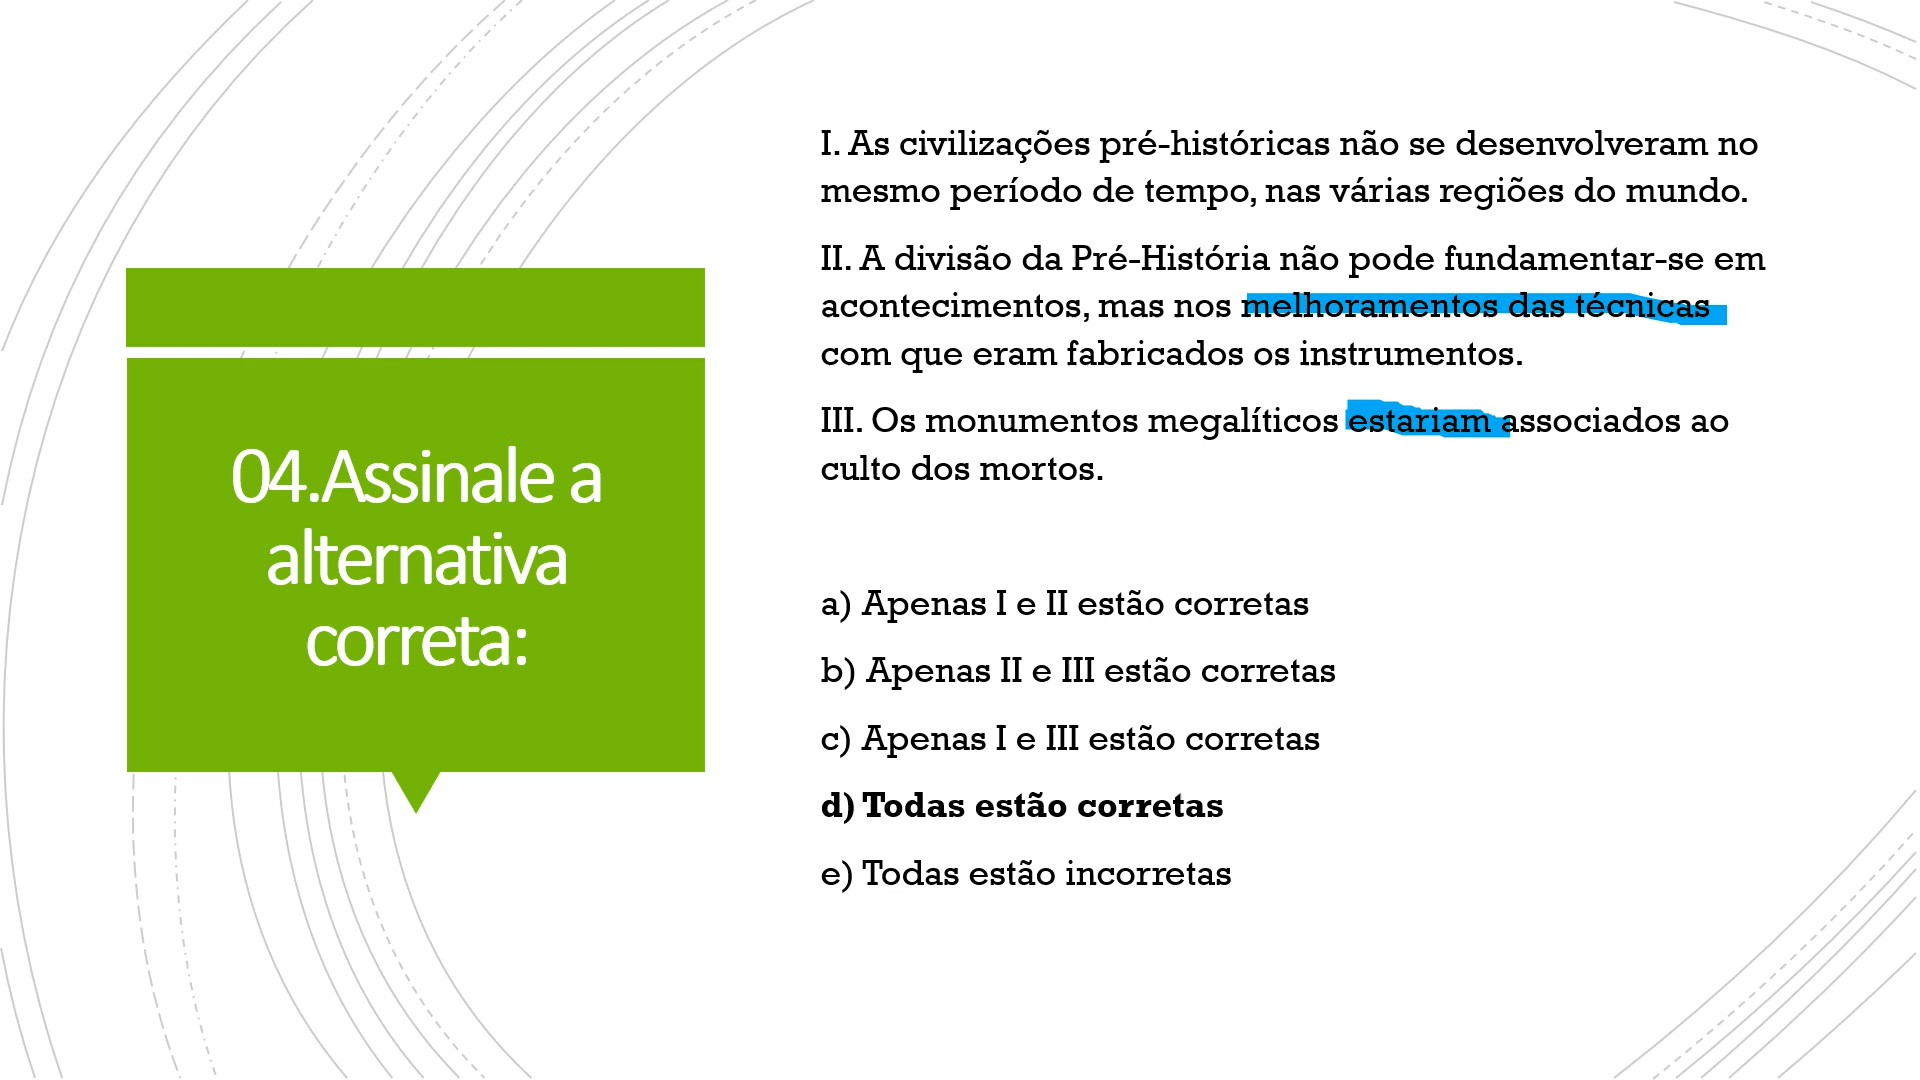 04.Assinale a
alternativa
correta:
I. As civilizações pré-históricas não se desenvolveram no
mesmo período de tempo, nas várias regiões do mundo.
II. A divisão da Pré-História não pode fundamentar-se em
acontecimentos, mas nos melhoramentos das técnicas
com que eram fabricados os instrumentos.
III. Os monumentos megalíticos estariam associados ao
culto dos mortos.
a) Apenas I e II estão corretas
b) Apenas II e III estão corretas
c) Apenas I e III estão corretas
d) Todas estão corretas
e) Todas estão incorretas